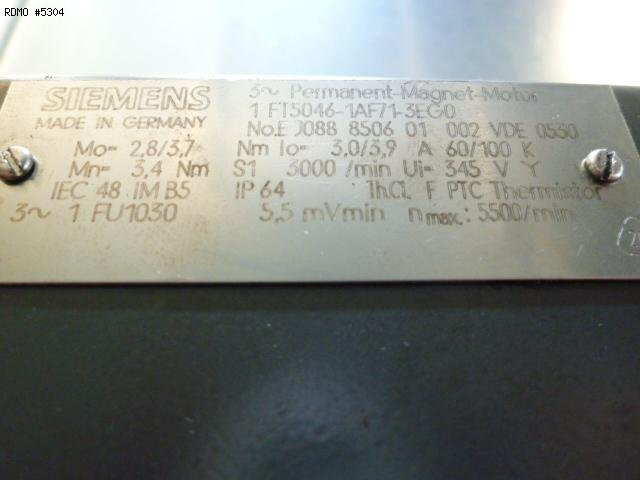 RDMO #5304
SIEMENS 3~ Permanent-Magnet-Motor
1 FT5046-1AF71-3EG0
MADE IN GERMANY No.E J088 8506 01 002 VDE 0530
Mo= 2,8/3,7 Nm Io= 3,0/3,9 A 60/100 K
Mn= 3,4 Nm S1 3000 /min Ui= 345 V Y
IEC 48 IM B5 IP 64 Th.Cl. F PTC Thermistor
3~ 1 FU1030 5,5 mVmin nmax.: 5500/min